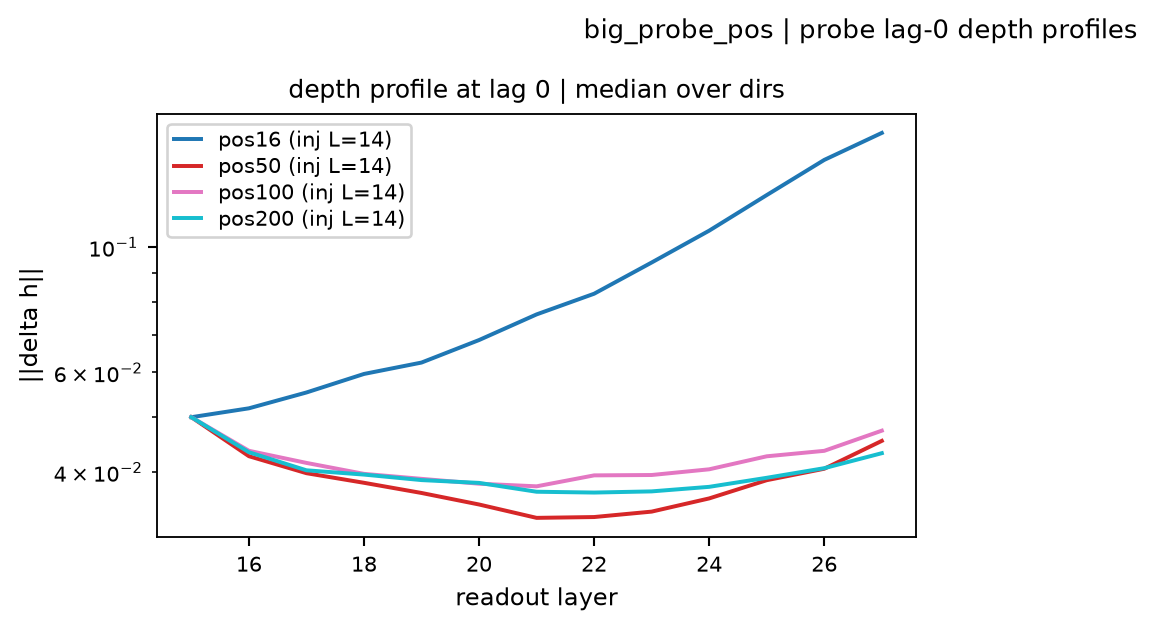 big_probe_pos | probe lag-0 depth profiles
depth profile at lag 0 | median over dirs
pos16 (inj L=14)
pos50 (inj L=14)
pos100 (inj L=14)
pos200 (inj L=14)
||delta h||
10⁻¹
6 × 10⁻²
4 × 10⁻²
16 18 20 22 24 26
readout layer